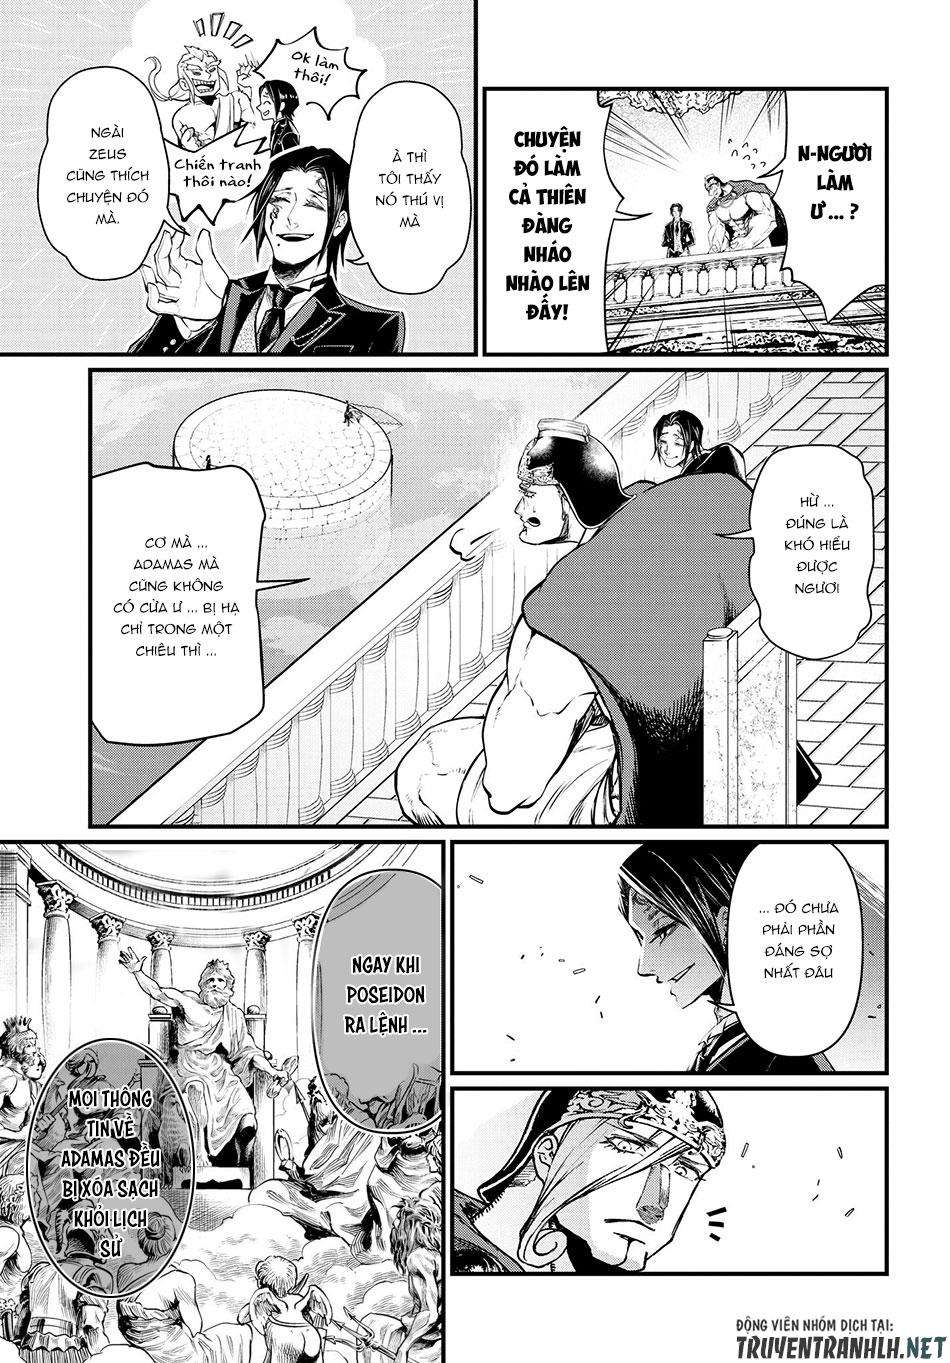 N-NGƯƠI
LÀM
Ư ... ?
CHUYỆN
ĐÓ LÀM
CẢ THIÊN
ĐÀNG
NHÁO
NHÀO LÊN
ĐẤY!
À THÌ
TÔI THẤY
NÓ THÚ VỊ
MÀ
Ok làm
thôi!
Chiến tranh
thôi nào!
NGÀI
ZEUS
CŨNG THÍCH
CHUYỆN ĐÓ
MÀ.
HỪ ...
ĐÚNG LÀ
KHÓ HIỂU
ĐƯỢC
NGƯƠI
CƠ MÀ ...
ADAMAS MÀ
CŨNG KHÔNG
CÓ CỬA Ư ... BỊ HẠ
CHỈ TRONG MỘT
CHIÊU THÌ ...
... ĐÓ CHƯA
PHẢI PHẦN
ĐÁNG SỢ
NHẤT ĐÂU
NGAY KHI
POSEIDON
RA LỆNH ...
MỌI THÔNG
TIN VỀ
ADAMAS ĐỀU
BỊ XÓA SẠCH
KHỎI LỊCH
SỬ
ĐỘNG VIÊN NHÓM DỊCH TẠI:
TRUYENTRANHLH.NET